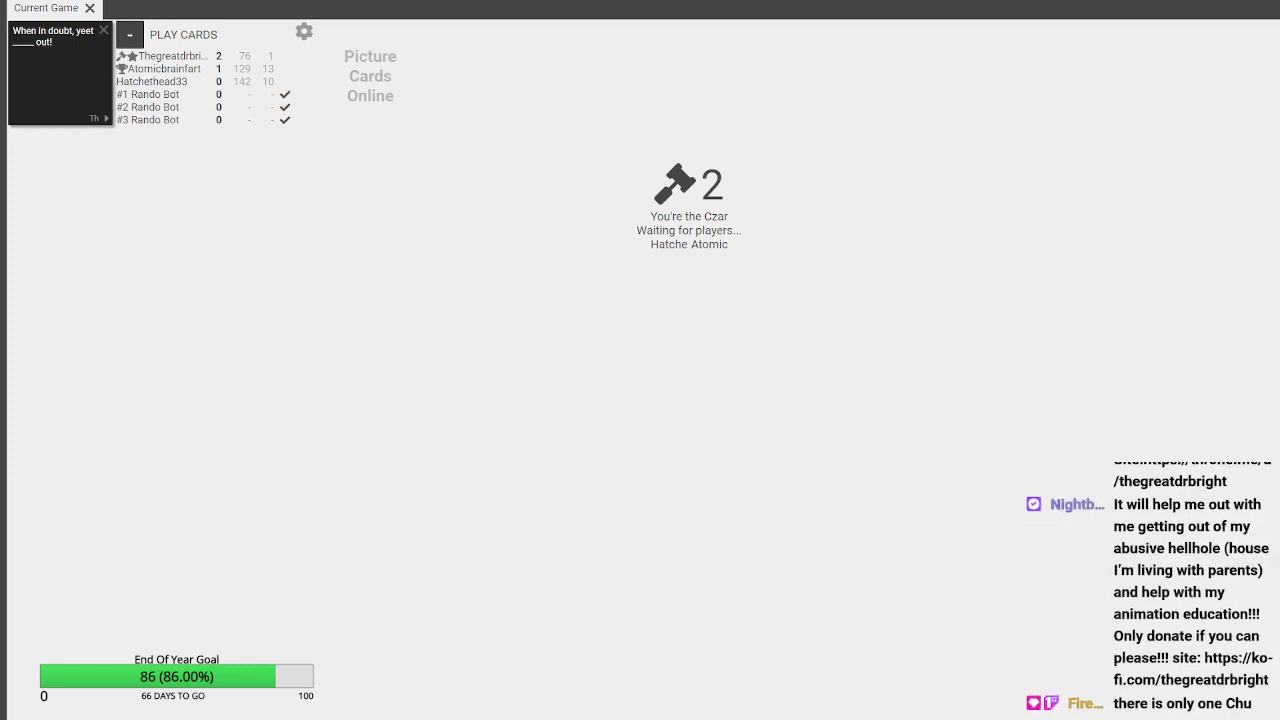 Current Game
When in doubt, yeet
____ out!
Th
-
PLAY CARDS
Thegreatdrbri... 2 76 1
Atomicbrainfart 1 129 13
Hatchethead33 0 142 10
#1 Rando Bot 0 - -
#2 Rando Bot 0 - -
#3 Rando Bot 0 - -
Picture
Cards
Online
2
You're the Czar
Waiting for players...
Hatche Atomic
/thegreatdrbright
Nightb... It will help me out with
me getting out of my
abusive hellhole (house
I'm living with parents)
and help with my
animation education!!!
Only donate if you can
please!!! site: https://ko-
fi.com/thegreatdrbright
Fire... there is only one Chu
End Of Year Goal
86 (86.00%)
0 66 DAYS TO GO 100